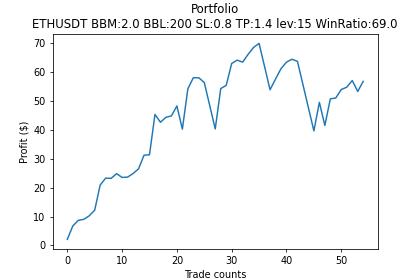 Portfolio
ETHUSDT BBM:2.0 BBL:200 SL:0.8 TP:1.4 lev:15 WinRatio:69.0
70
60
50
40
30
20
10
0
Profit ($)
0 10 20 30 40 50
Trade counts